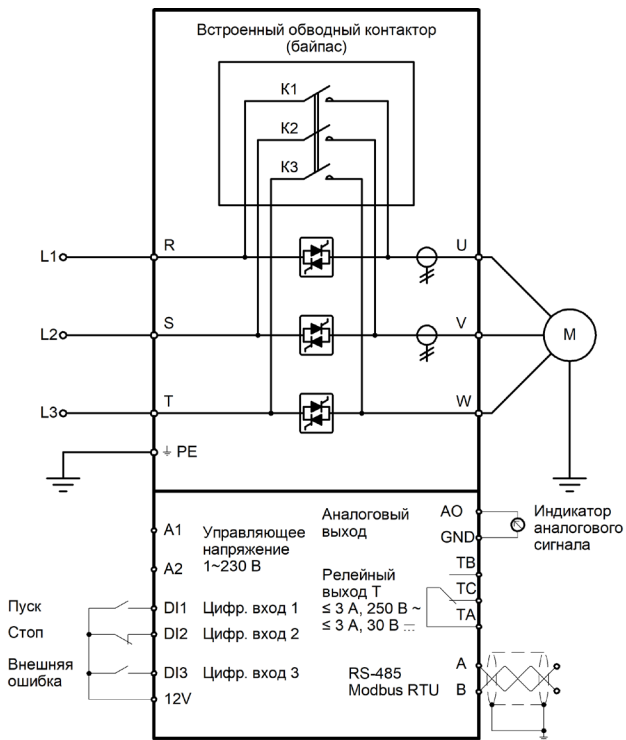 Встроенный обводный контактор
(байпас)
K1
K2
K3
L1
R
U
L2
S
V
M
L3
T
W
PE
A1
A2
Управляющее
напряжение
1~230 В
Аналоговый
выход
AO
GND
Индикатор
аналогового
сигнала
TB
TC
TA
Релейный
выход T
≤ 3 А, 250 В ~
≤ 3 А, 30 В ⎓
Пуск
DI1 Цифр. вход 1
Стоп
DI2 Цифр. вход 2
Внешняя
ошибка
DI3 Цифр. вход 3
12V
RS-485
Modbus RTU
A
B